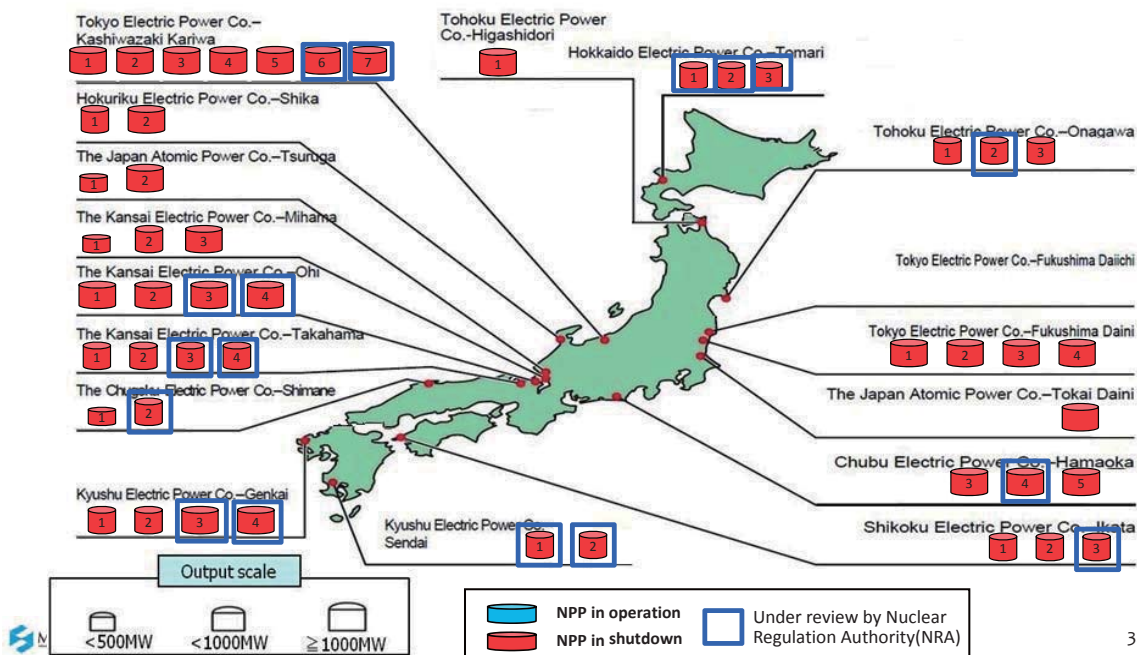 Tokyo Electric Power Co.–
Kashiwazaki Kariwa
1 2 3 4 5 6 7
Hokuriku Electric Power Co.–Shika
1 2
The Japan Atomic Power Co.–Tsuruga
1 2
The Kansai Electric Power Co.–Mihama
1 2 3
The Kansai Electric Power Co.–Ohi
1 2 3 4
The Kansai Electric Power Co.–Takahama
1 2 3 4
The Chugoku Electric Power Co.–Shimane
1 2
Kyushu Electric Power Co.–Genkai
1 2 3 4
Kyushu Electric Power Co.
Sendai
1 2
Tohoku Electric Power
Co.-Higashidori
1
Hokkaido Electric Power Co.–Tomari
1 2 3
Tohoku Electric Power Co.–Onagawa
1 2 3
Tokyo Electric Power Co.–Fukushima Daiichi
Tokyo Electric Power Co.–Fukushima Daini
1 2 3 4
The Japan Atomic Power Co.–Tokai Daini
Chubu Electric Power Co.–Hamaoka
3 4 5
Shikoku Electric Power Co.–Ikata
1 2 3
Output scale
<500MW <1000MW ≧1000MW
NPP in operation
NPP in shutdown
Under review by Nuclear
Regulation Authority(NRA)
M
3